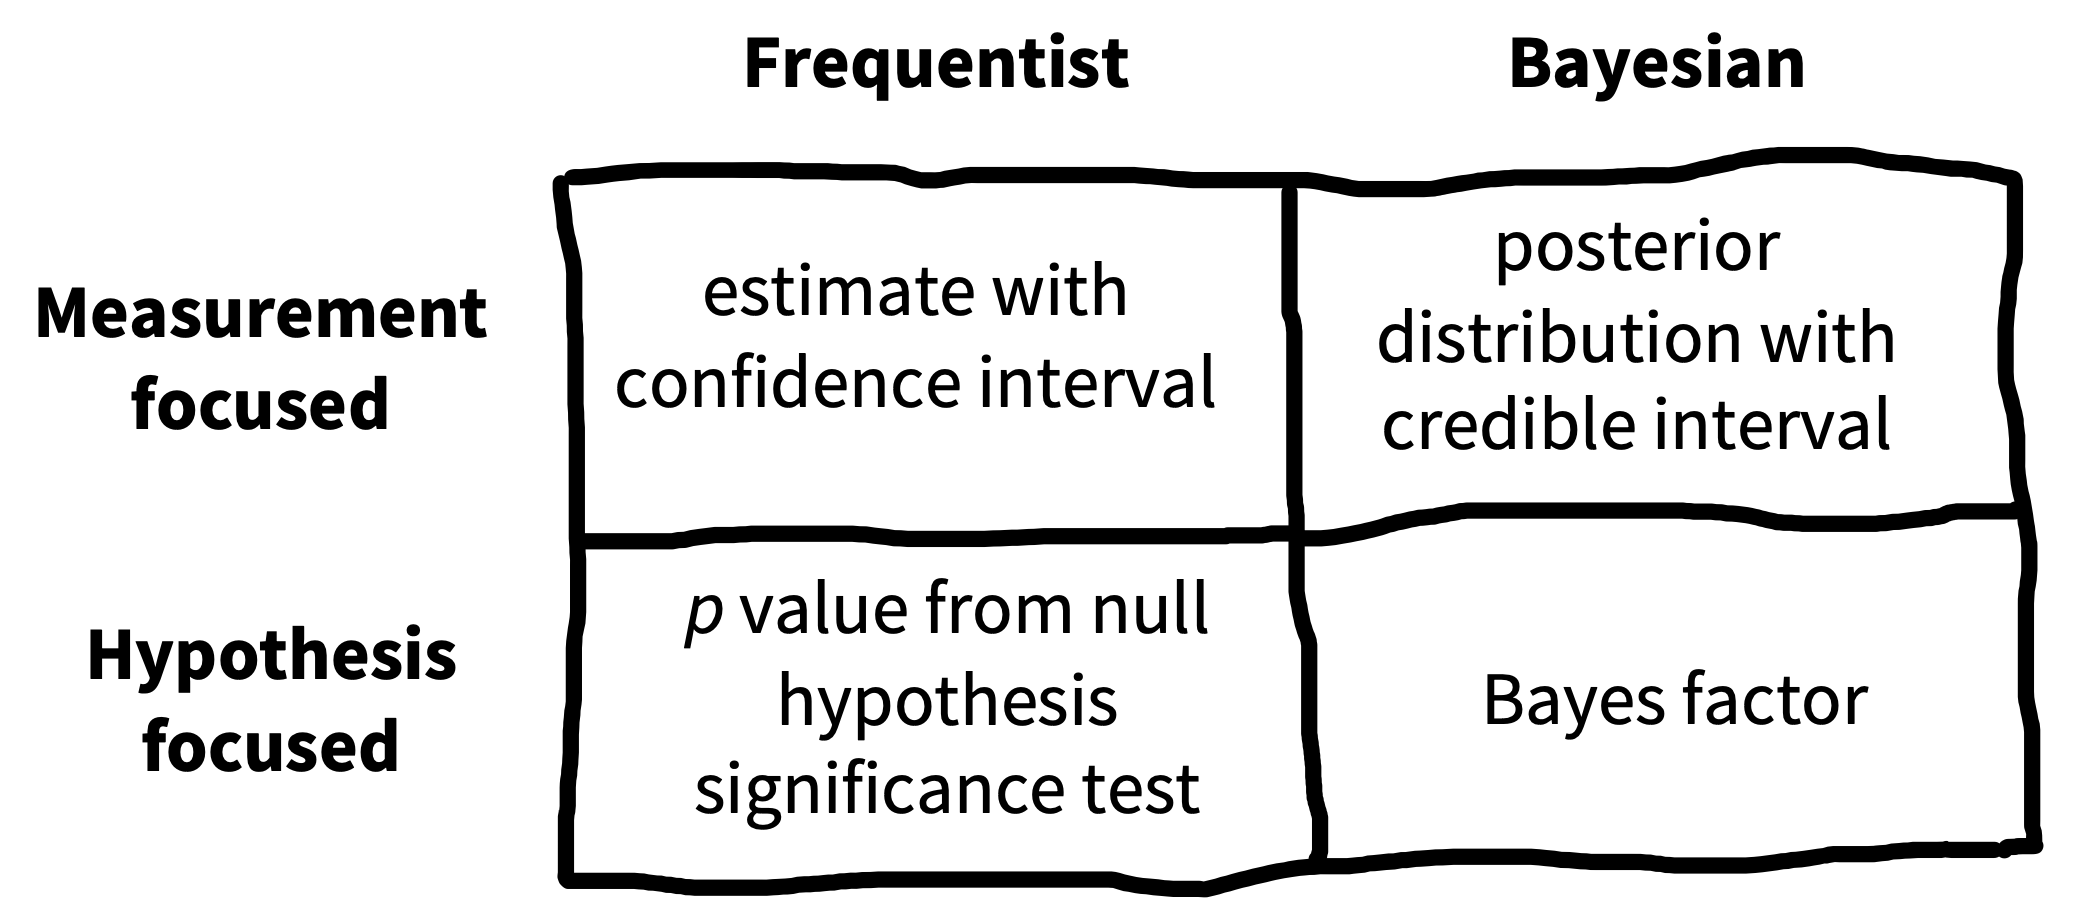 Frequentist
Bayesian
Measurement
focused
estimate with
confidence interval
posterior
distribution with
credible interval
Hypothesis
focused
p value from null
hypothesis
significance test
Bayes factor